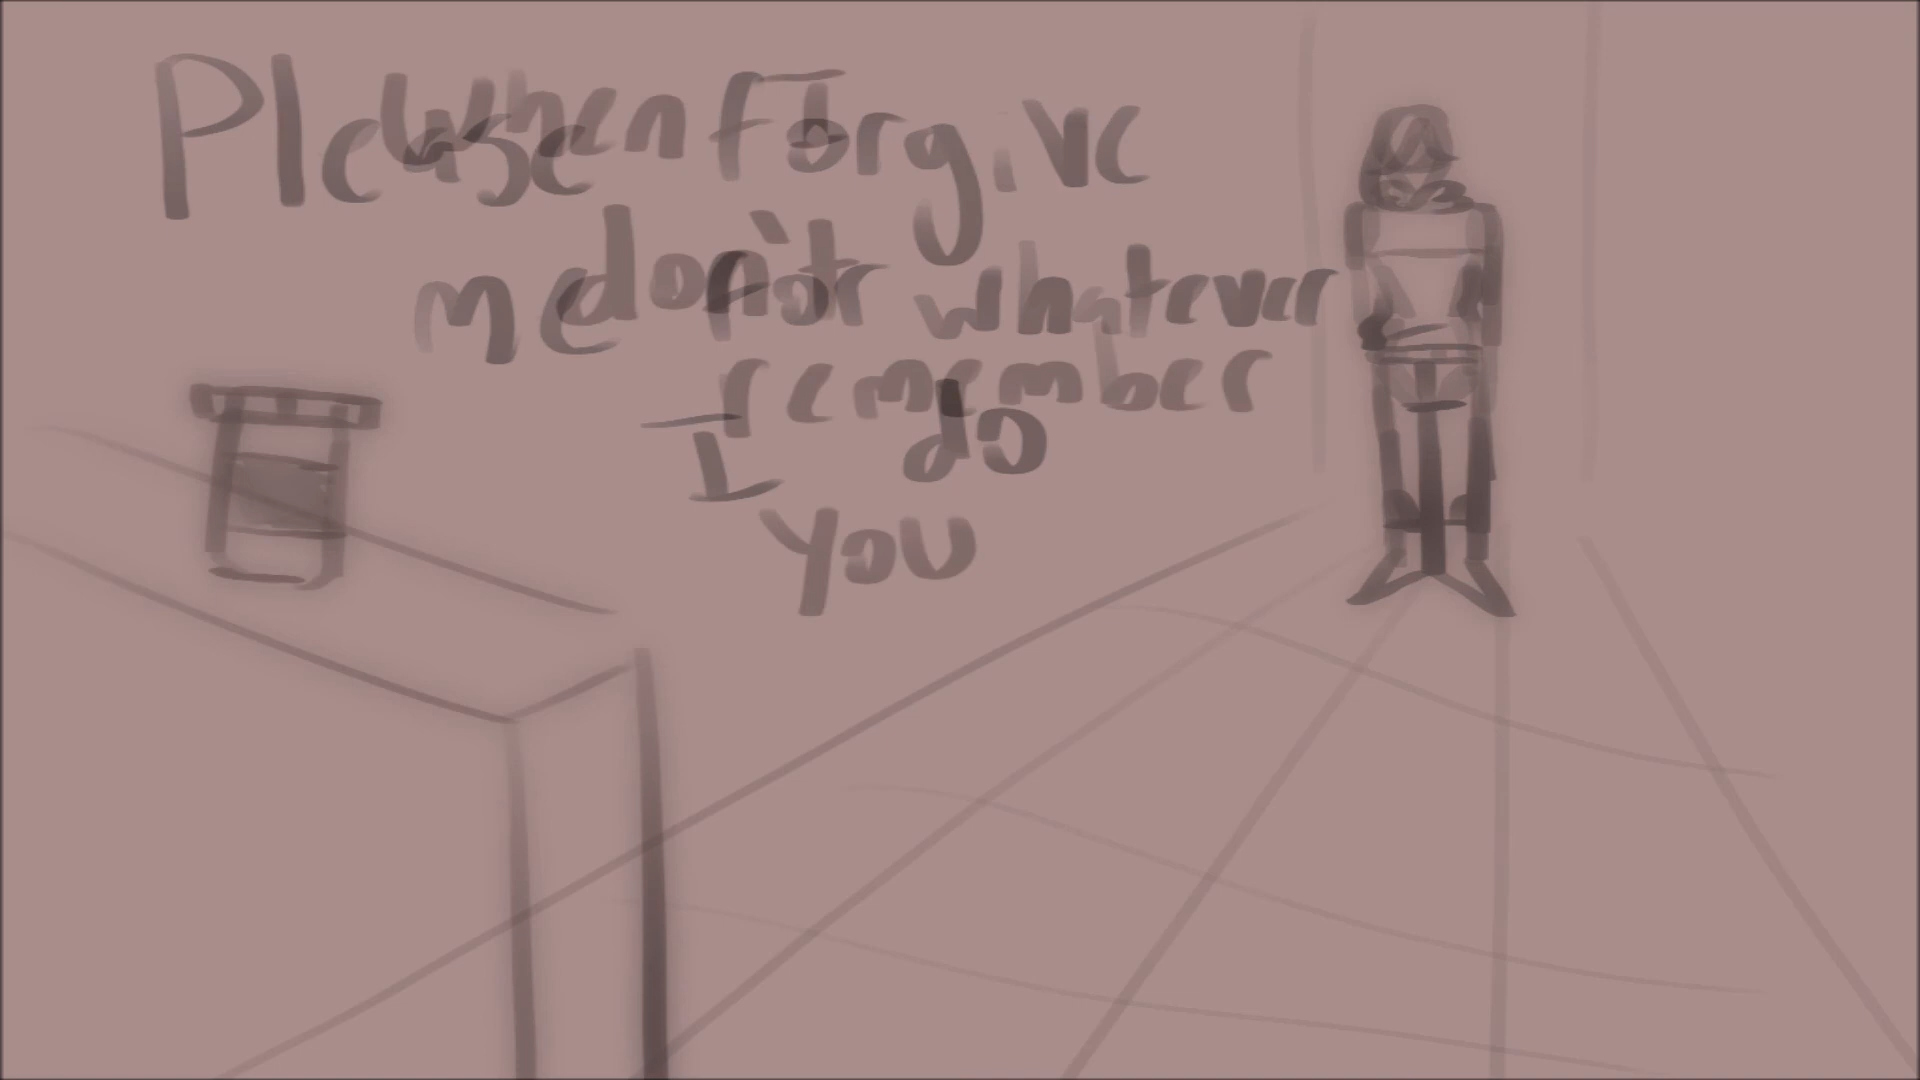 Please forgive
me for whatever
I do
when I
don't
remember
you